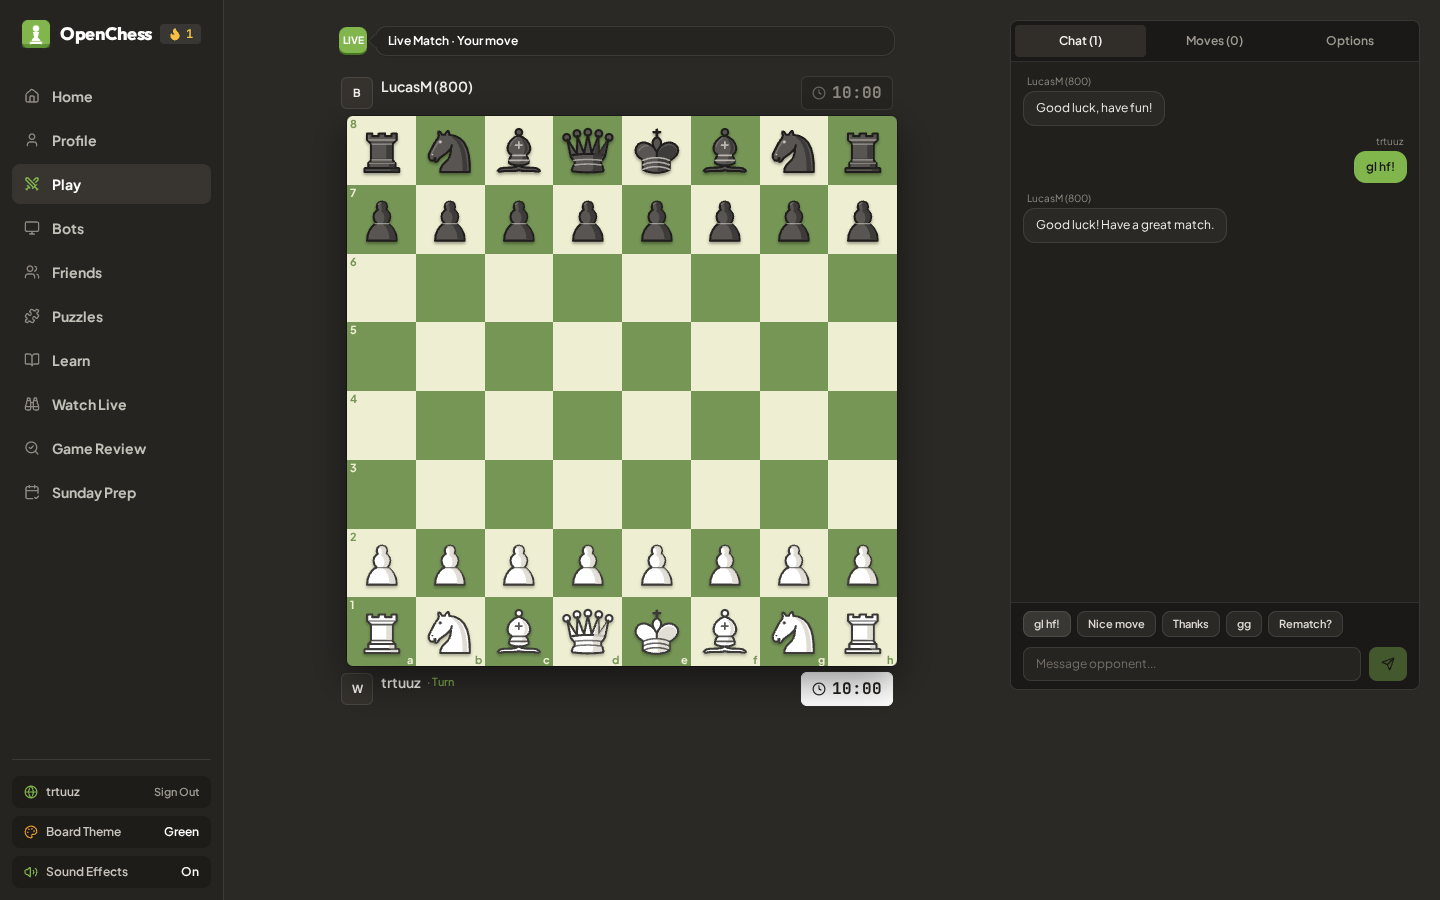 OpenChess 1
Home
Profile
Play
Bots
Friends
Puzzles
Learn
Watch Live
Game Review
Sunday Prep
trtuuz Sign Out
Board Theme Green
Sound Effects On
LIVE Live Match · Your move
B LucasM (800) 10:00
8
7
6
5
4
3
2
1
a b c d e f g h
W trtuuz · Turn 10:00
Chat (1) Moves (0) Options
LucasM (800)
Good luck, have fun!
trtuuz
gl hf!
LucasM (800)
Good luck! Have a great match.
gl hf! Nice move Thanks gg Rematch?
Message opponent...